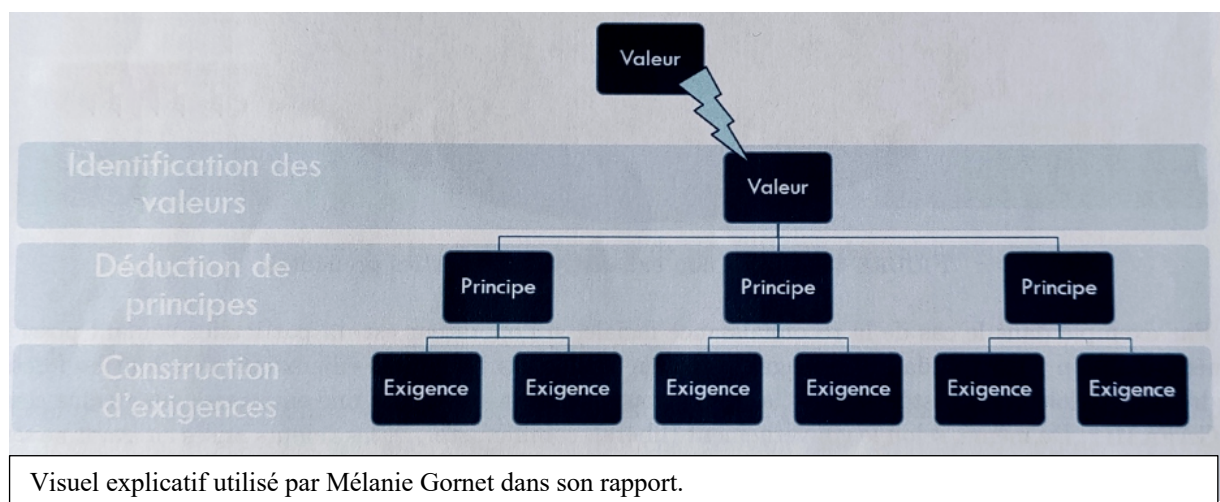 Valeur
Identification des
valeurs
Valeur
Déduction de
principes
Principe
Principe
Principe
Construction
d'exigences
Exigence
Exigence
Exigence
Exigence
Exigence
Exigence
Visuel explicatif utilisé par Mélanie Gornet dans son rapport.